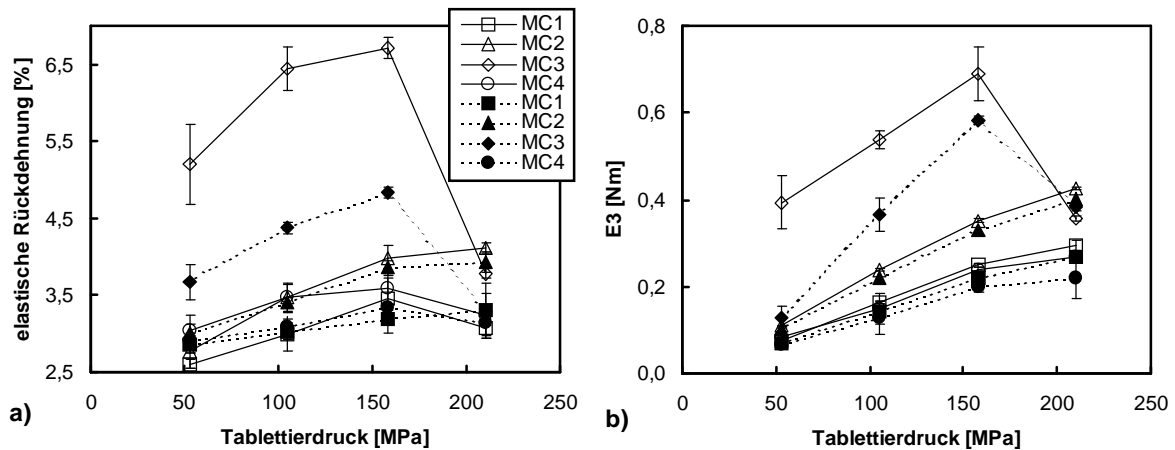 elastische Rückdehnung [%]
6,5
5,5
4,5
3,5
2,5
0 50 100 150 200 250
Tablettierdruck [MPa]
a)
MC1
MC2
MC3
MC4
MC1
MC2
MC3
MC4
E3 [Nm]
0,8
0,6
0,4
0,2
0,0
0 50 100 150 200 250
Tablettierdruck [MPa]
b)